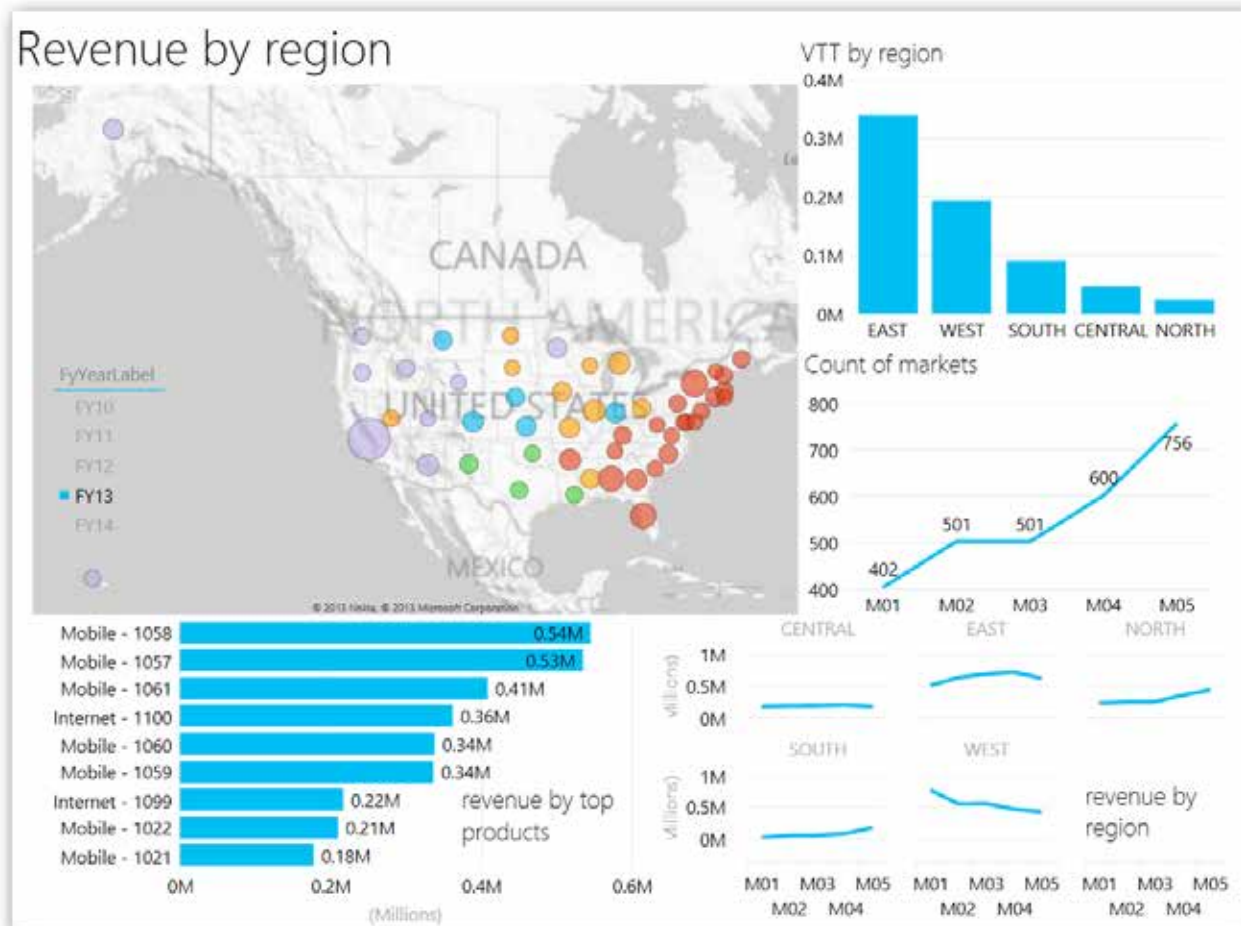 Revenue by region
CANADA
NORTH AMERICA
UNITED STATES
MEXICO
FyYearLabel
FY10
FY11
FY12
FY13
FY14
© 2013 Nokia, © 2013 Microsoft Corporation
VTT by region
0.4M
0.3M
0.2M
0.1M
0M
EAST WEST SOUTH CENTRAL NORTH
Count of markets
800
700
600
500
400
402
501
501
600
756
M01 M02 M03 M04 M05
Mobile - 1058 0.54M
Mobile - 1057 0.53M
Mobile - 1061 0.41M
Internet - 1100 0.36M
Mobile - 1060 0.34M
Mobile - 1059 0.34M
Internet - 1099 0.22M
Mobile - 1022 0.21M
Mobile - 1021 0.18M
revenue by top
products
0M 0.2M 0.4M 0.6M
(Millions)
CENTRAL EAST NORTH
1M
0.5M
0M
SOUTH WEST
(Millions)
1M
0.5M
0M
revenue by
region
M01 M03 M05 M01 M03 M05 M01 M03 M05
M02 M04 M02 M04 M02 M04